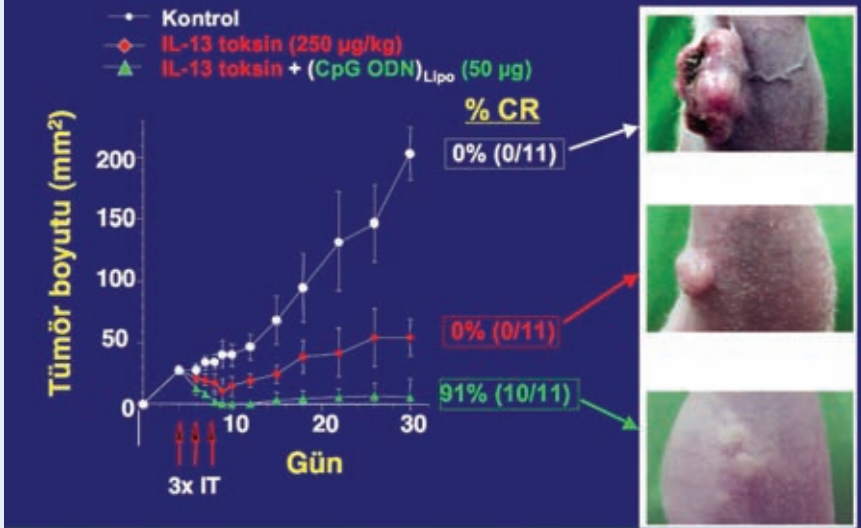 Kontrol
IL-13 toksin (250 µg/kg)
IL-13 toksin + (CpG ODN)Lipo (50 µg)
% CR
0% (0/11)
0% (0/11)
91% (10/11)
Tümör boyutu (mm²)
200
150
100
50
0
10
20
30
Gün
3x IT